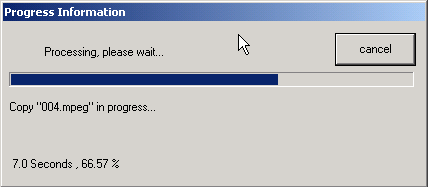 Progress Information
Processing, please wait...
cancel
Copy "004.mpeg" in progress...
7.0 Seconds , 66.57 %